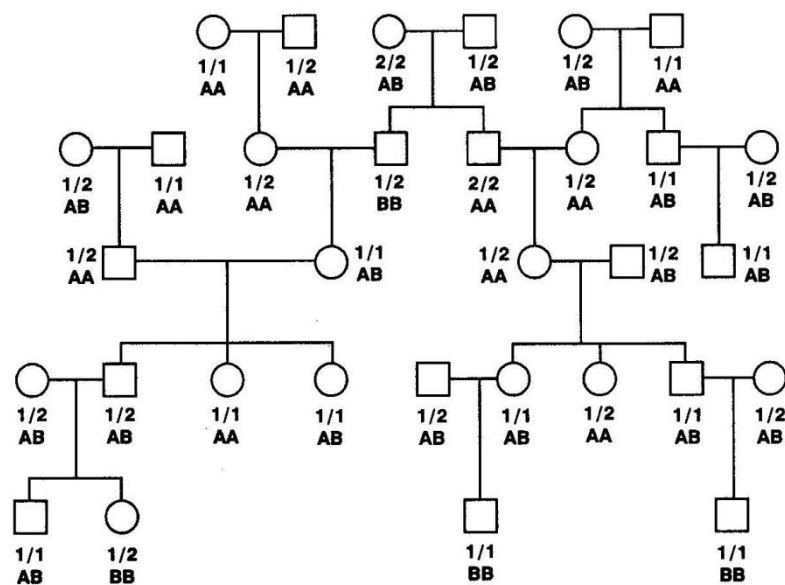 1/1 1/2 2/2 1/2 1/2 1/1
AA AA AB AB AB AA
1/2 1/1 1/2 1/2 2/2 1/2 1/1 1/2
AB AA AA BB AA AA AB AB
1/2 1/1 1/2 1/2 1/1
AA AB AA AB AB
1/2 1/2 1/1 1/1 1/2 1/1 1/2 1/1 1/2
AB AB AA AB AB AB AA AB AB
1/1 1/2 1/1 1/1
AB BB BB BB